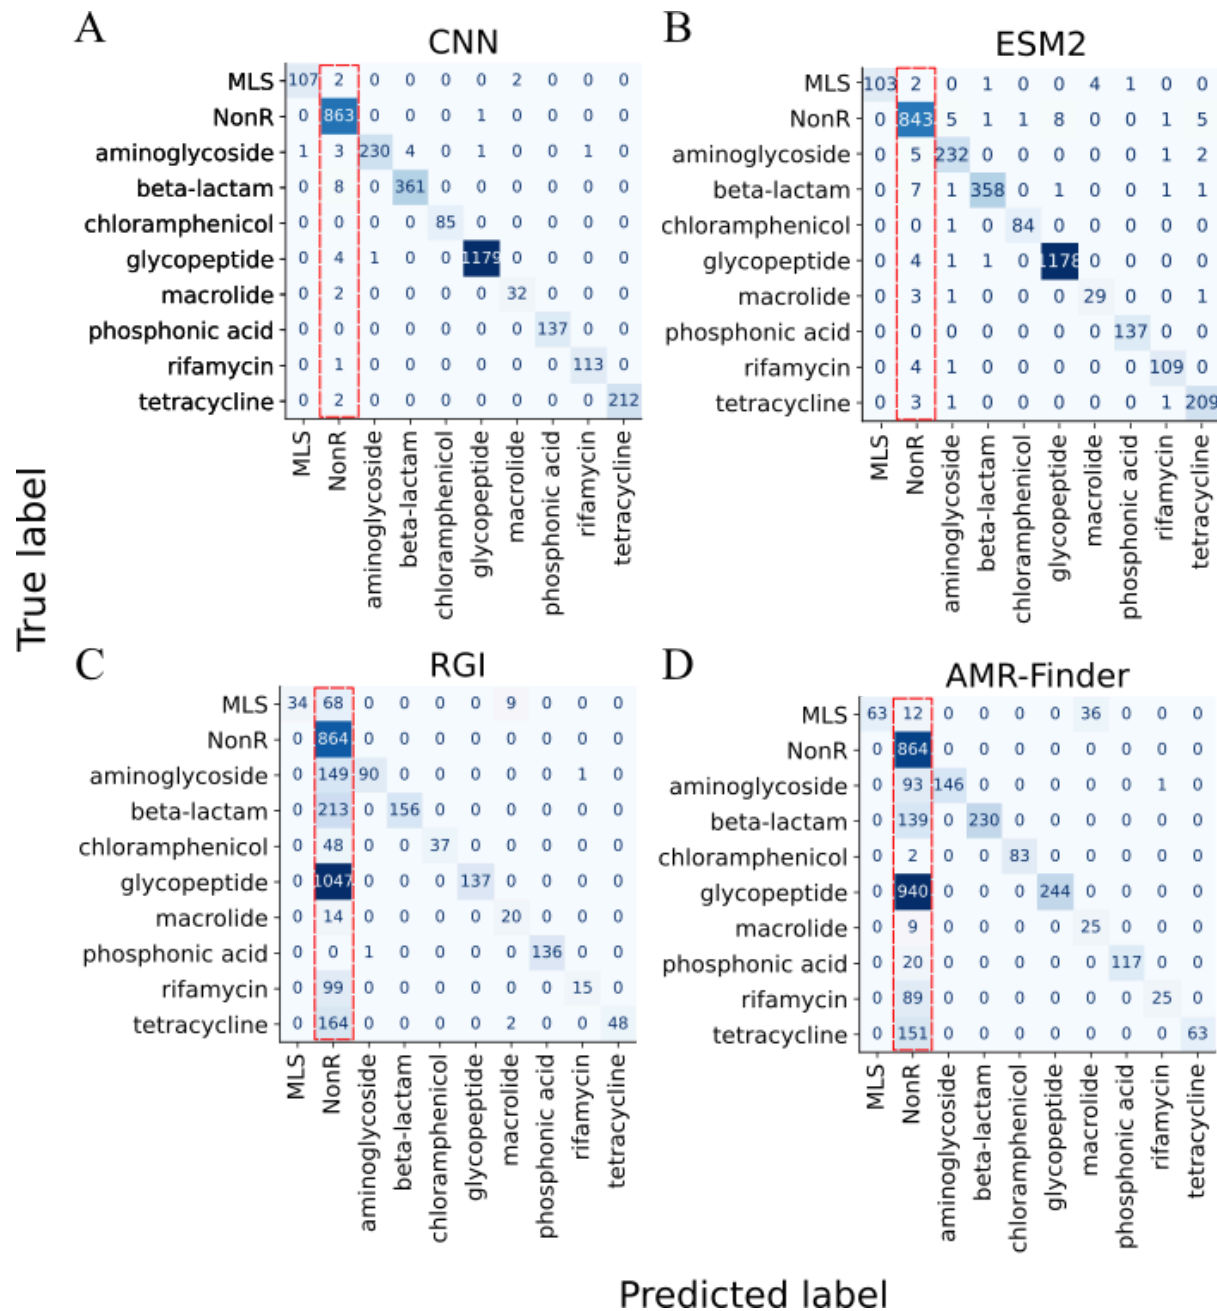 A
CNN
MLS 107 2 0 0 0 0 2 0 0 0
NonR 0 863 0 0 0 1 0 0 0 0
aminoglycoside 1 3 230 4 0 1 0 0 1 0
beta-lactam 0 8 0 361 0 0 0 0 0 0
chloramphenicol 0 0 0 0 85 0 0 0 0 0
glycopeptide 0 4 1 0 0 1179 0 0 0 0
macrolide 0 2 0 0 0 0 32 0 0 0
phosphonic acid 0 0 0 0 0 0 0 137 0 0
rifamycin 0 1 0 0 0 0 0 0 113 0
tetracycline 0 2 0 0 0 0 0 0 0 212
MLS
NonR
aminoglycoside
beta-lactam
chloramphenicol
glycopeptide
macrolide
phosphonic acid
rifamycin
tetracycline
B
ESM2
MLS 103 2 0 1 0 0 4 1 0 0
NonR 0 843 5 1 1 8 0 0 1 5
aminoglycoside 0 5 232 0 0 0 0 0 1 2
beta-lactam 0 7 1 358 0 1 0 0 1 1
chloramphenicol 0 0 1 0 84 0 0 0 0 0
glycopeptide 0 4 1 1 0 1178 0 0 0 0
macrolide 0 3 1 0 0 0 29 0 0 1
phosphonic acid 0 0 0 0 0 0 0 137 0 0
rifamycin 0 4 1 0 0 0 0 0 109 0
tetracycline 0 3 1 0 0 0 0 0 1 209
MLS
NonR
aminoglycoside
beta-lactam
chloramphenicol
glycopeptide
macrolide
phosphonic acid
rifamycin
tetracycline
True label
C
RGI
MLS 34 68 0 0 0 0 9 0 0 0
NonR 0 864 0 0 0 0 0 0 0 0
aminoglycoside 0 149 90 0 0 0 0 0 1 0
beta-lactam 0 213 0 156 0 0 0 0 0 0
chloramphenicol 0 48 0 0 37 0 0 0 0 0
glycopeptide 0 1047 0 0 0 137 0 0 0 0
macrolide 0 14 0 0 0 0 20 0 0 0
phosphonic acid 0 0 1 0 0 0 0 136 0 0
rifamycin 0 99 0 0 0 0 0 0 15 0
tetracycline 0 164 0 0 0 0 2 0 0 48
MLS
NonR
aminoglycoside
beta-lactam
chloramphenicol
glycopeptide
macrolide
phosphonic acid
rifamycin
tetracycline
D
AMR-Finder
MLS 63 12 0 0 0 0 36 0 0 0
NonR 0 864 0 0 0 0 0 0 0 0
aminoglycoside 0 93 146 0 0 0 0 0 1 0
beta-lactam 0 139 0 230 0 0 0 0 0 0
chloramphenicol 0 2 0 0 83 0 0 0 0 0
glycopeptide 0 940 0 0 0 244 0 0 0 0
macrolide 0 9 0 0 0 0 25 0 0 0
phosphonic acid 0 20 0 0 0 0 0 117 0 0
rifamycin 0 89 0 0 0 0 0 0 25 0
tetracycline 0 151 0 0 0 0 0 0 0 63
MLS
NonR
aminoglycoside
beta-lactam
chloramphenicol
glycopeptide
macrolide
phosphonic acid
rifamycin
tetracycline
Predicted label